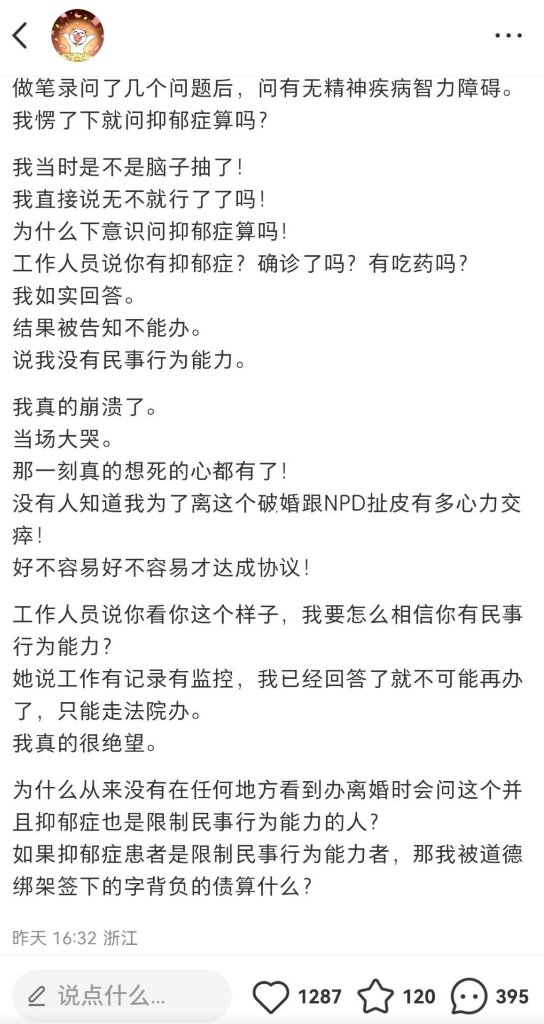 做笔录问了几个问题后，问有无精神疾病智力障碍。
我愣了下就问抑郁症算吗？
我当时是不是脑子抽了！
我直接说无不就行了了吗！
为什么下意识问抑郁症算吗！
工作人员说你有抑郁症？确诊了吗？有吃药吗？
我如实回答。
结果被告知不能办。
说我没有民事行为能力。
我真的崩溃了。
当场大哭。
那一刻真的想死的心都有了！
没有人知道我为了离这个破婚跟NPD扯皮有多心力交
瘁！
好不容易好不容易才达成协议！
工作人员说你看你这个样子，我要怎么相信你有民事
行为能力？
她说工作有记录有监控，我已经回答了就不可能再办
了，只能走法院办。
我真的很绝望。
为什么从来没有在任何地方看到办离婚时会问这个并
且抑郁症也是限制民事行为能力的人？
如果抑郁症患者是限制民事行为能力者，那我被道德
绑架签下的字背负的债算什么？
昨天 16:32 浙江
说点什么...
1287
120
395